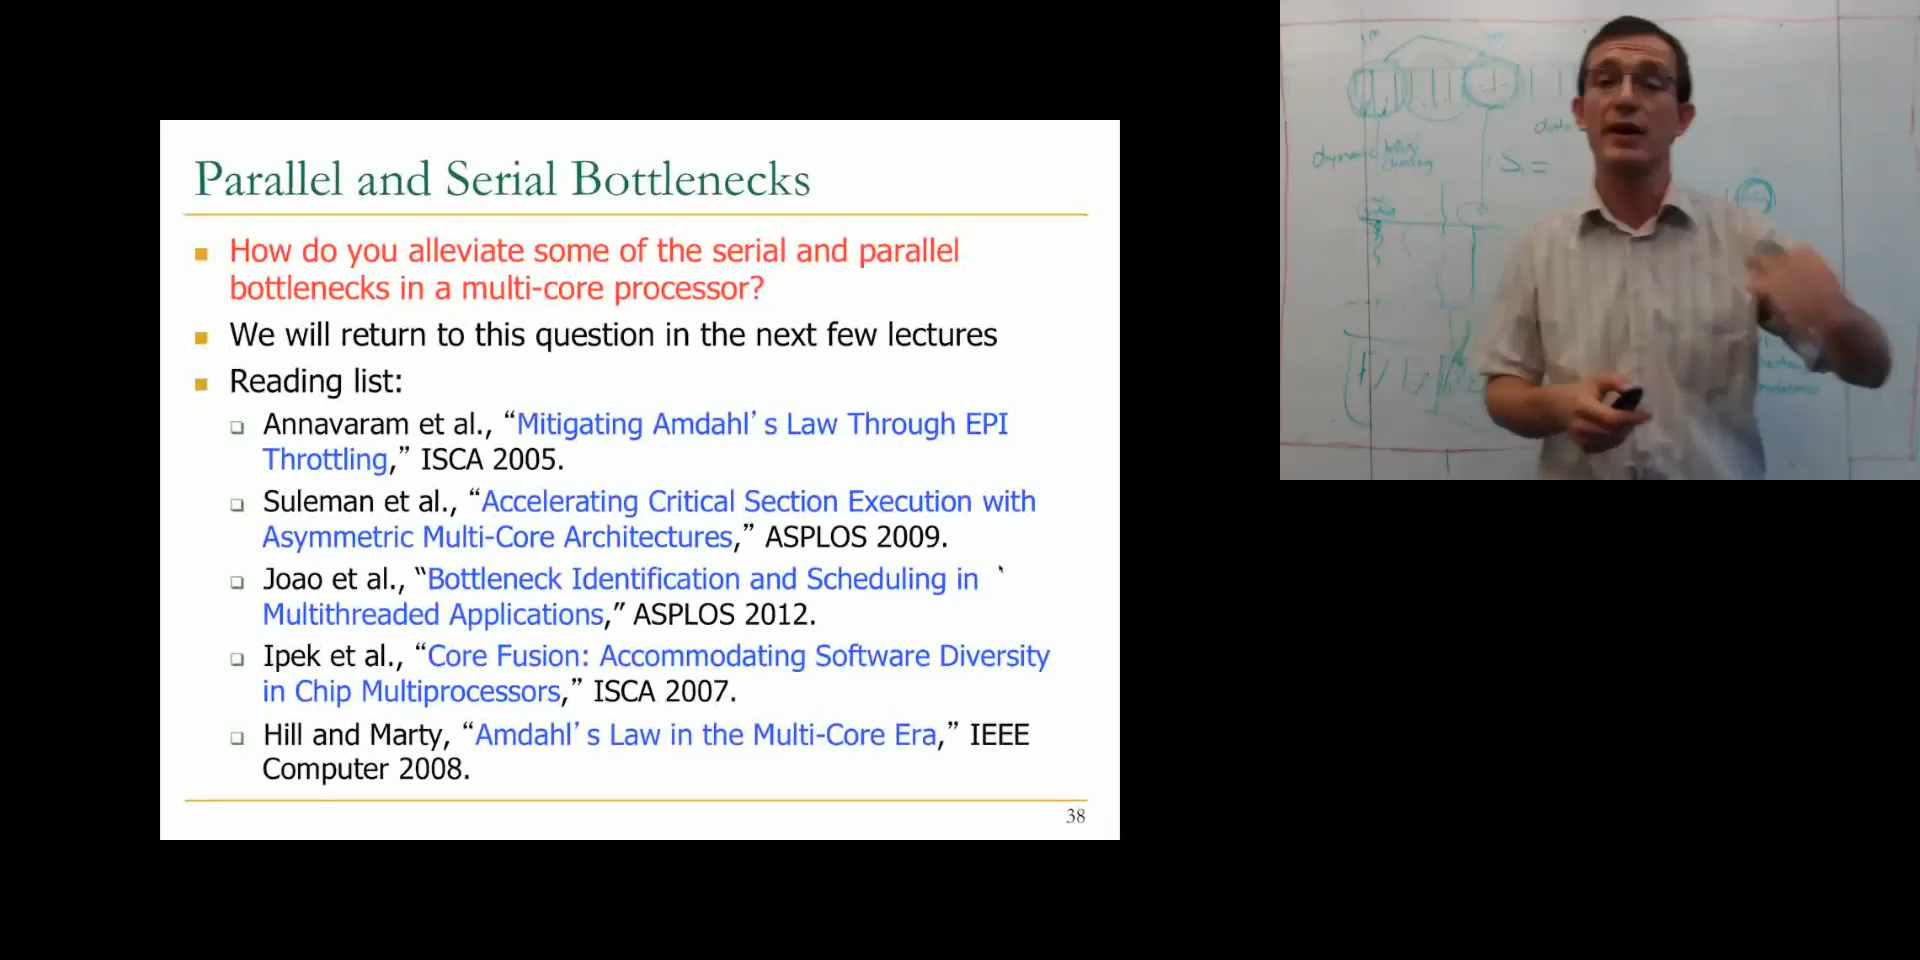 Parallel and Serial Bottlenecks
How do you alleviate some of the serial and parallel
bottlenecks in a multi-core processor?
We will return to this question in the next few lectures
Reading list:
Annavaram et al., “Mitigating Amdahl’s Law Through EPI
Throttling,” ISCA 2005.
Suleman et al., “Accelerating Critical Section Execution with
Asymmetric Multi-Core Architectures,” ASPLOS 2009.
Joao et al., “Bottleneck Identification and Scheduling in
Multithreaded Applications,” ASPLOS 2012.
Ipek et al., “Core Fusion: Accommodating Software Diversity
in Chip Multiprocessors,” ISCA 2007.
Hill and Marty, “Amdahl’s Law in the Multi-Core Era,” IEEE
Computer 2008.
38
dynamic